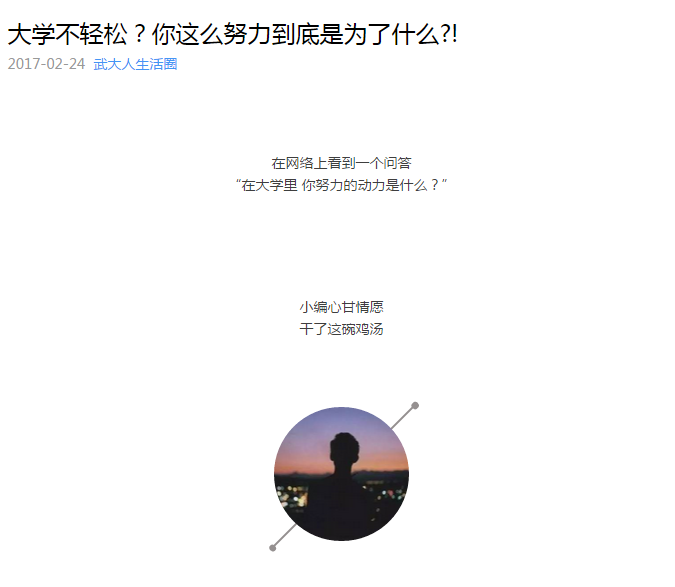 大学不轻松？你这么努力到底是为了什么?!
2017-02-24 武大人生活圈
在网络上看到一个问答
“在大学里 你努力的动力是什么？”
小编心甘情愿
干了这碗鸡汤